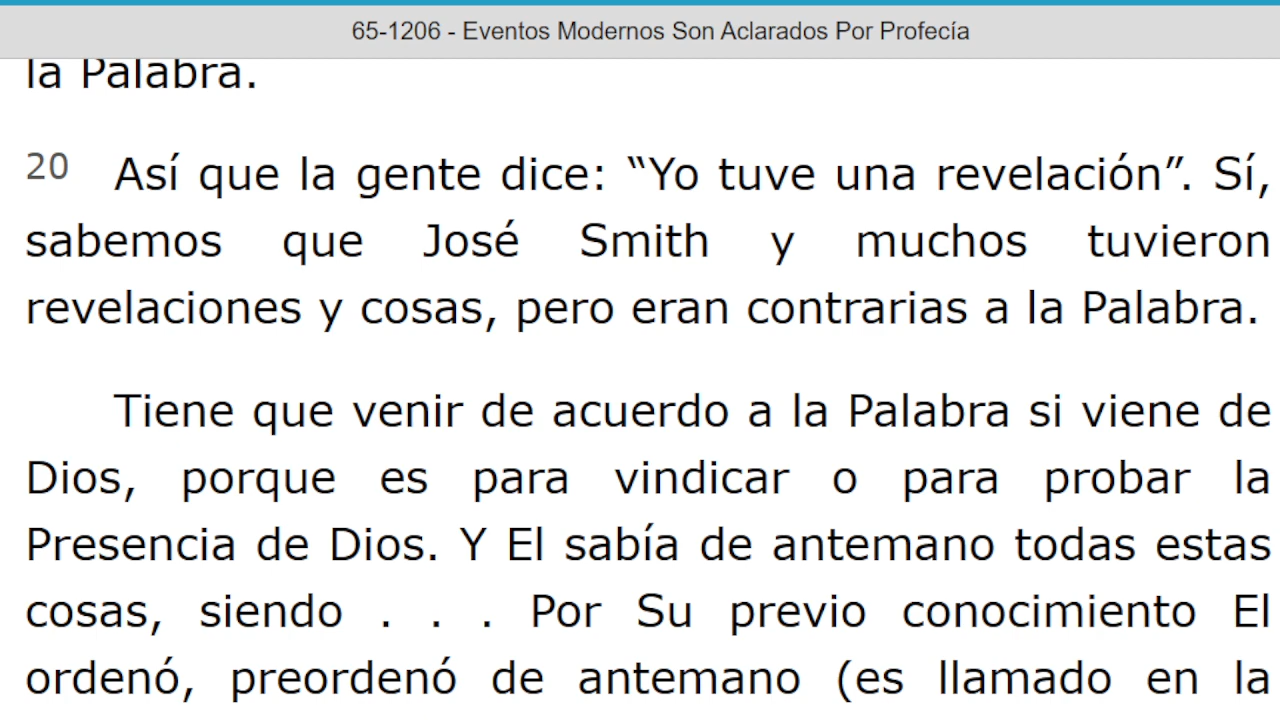 65-1206 - Eventos Modernos Son Aclarados Por Profecía
la Palabra.
20 Así que la gente dice: “Yo tuve una revelación”. Sí,
sabemos que José Smith y muchos tuvieron
revelaciones y cosas, pero eran contrarias a la Palabra.
Tiene que venir de acuerdo a la Palabra si viene de
Dios, porque es para vindicar o para probar la
Presencia de Dios. Y El sabía de antemano todas estas
cosas, siendo . . . Por Su previo conocimiento El
ordenó, preordenó de antemano (es llamado en la